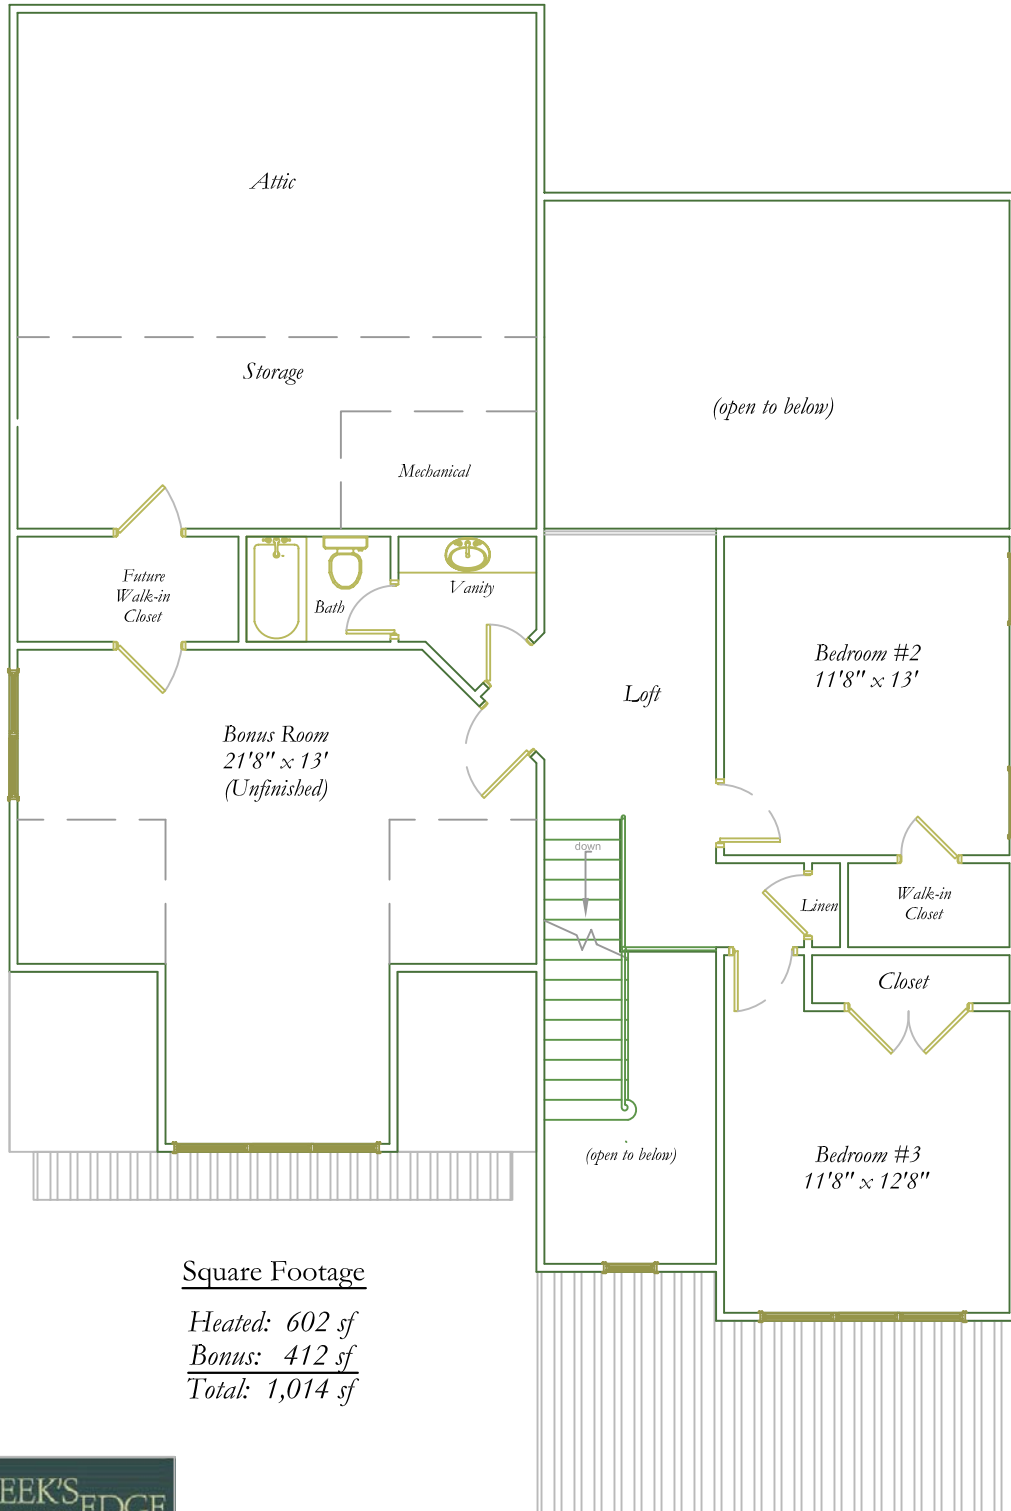 Attic
Storage
(open to below)
Mechanical
Future
Walk-in
Closet
Bath
Vanity
Bedroom #2
11'8" x 13'
Loft
Bonus Room
21'8" x 13'
(Unfinished)
down
Linen
Walk-in
Closet
Closet
(open to below)
Bedroom #3
11'8" x 12'8"
Square Footage
Heated: 602 sf
Bonus: 412 sf
Total: 1,014 sf
EEK'S
EDGE